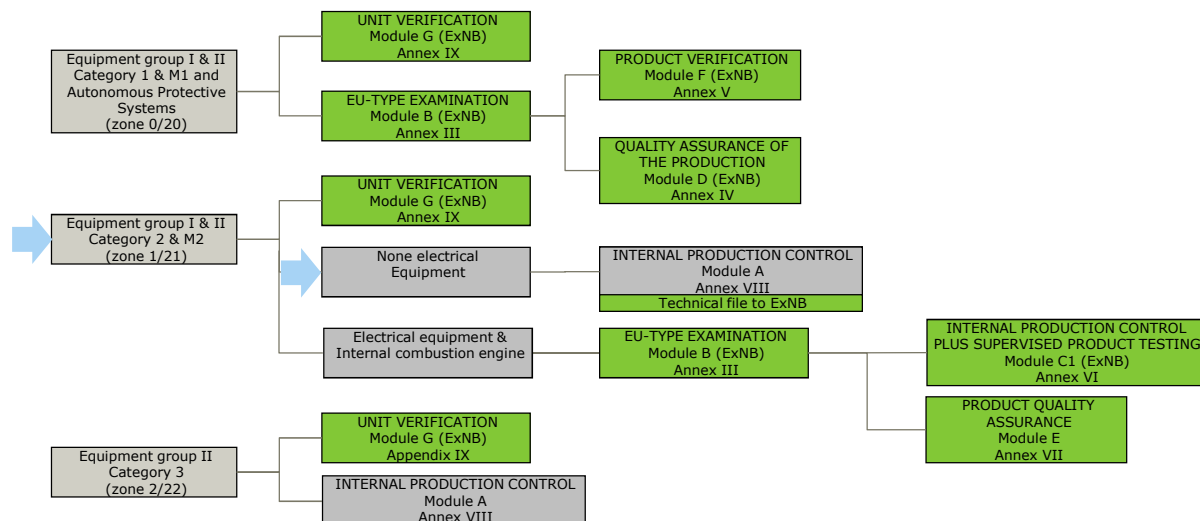 UNIT VERIFICATION
Module G (ExNB)
Annex IX
Equipment group I & II
Category 1 & M1 and
Autonomous Protective
Systems
(zone 0/20)
EU-TYPE EXAMINATION
Module B (ExNB)
Annex III
PRODUCT VERIFICATION
Module F (ExNB)
Annex V
QUALITY ASSURANCE OF
THE PRODUCTION
Module D (ExNB)
Annex IV
Equipment group I & II
Category 2 & M2
(zone 1/21)
UNIT VERIFICATION
Module G (ExNB)
Annex IX
None electrical
Equipment
INTERNAL PRODUCTION CONTROL
Module A
Annex VIII
Technical file to ExNB
Electrical equipment &
Internal combustion engine
EU-TYPE EXAMINATION
Module B (ExNB)
Annex III
INTERNAL PRODUCTION CONTROL
PLUS SUPERVISED PRODUCT TESTING
Module C1 (ExNB)
Annex VI
PRODUCT QUALITY
ASSURANCE
Module E
Annex VII
Equipment group II
Category 3
(zone 2/22)
UNIT VERIFICATION
Module G (ExNB)
Appendix IX
INTERNAL PRODUCTION CONTROL
Module A
Annex VIII